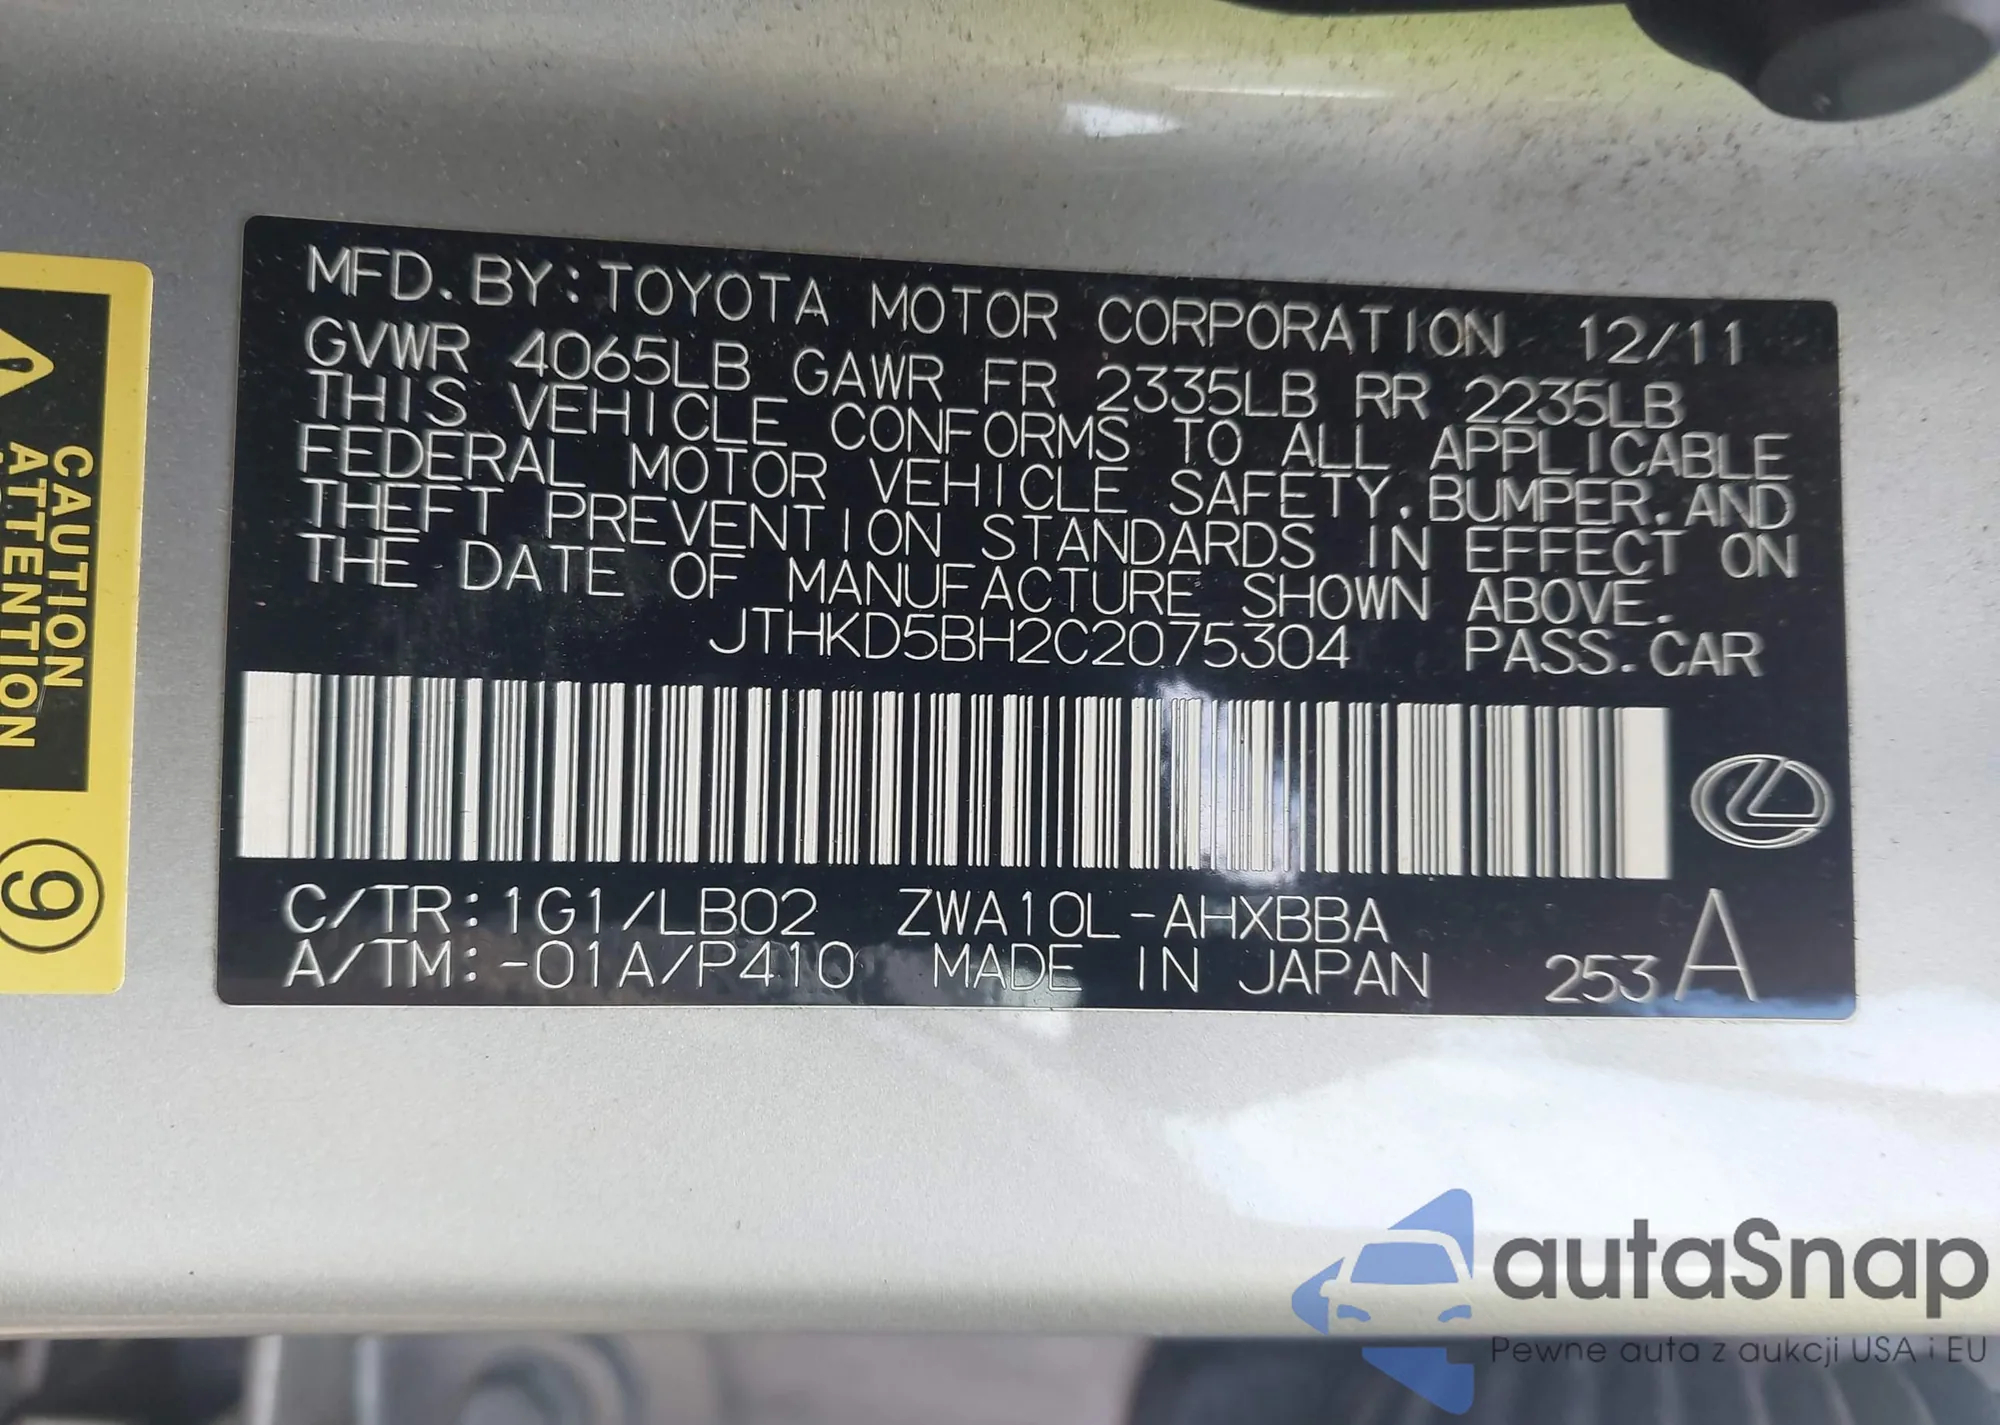 MFD. BY: TOYOTA MOTOR CORPORATION 12/11
GVWR 4065LB GAWR FR 2335LB RR 2235LB
THIS VEHICLE CONFORMS TO ALL APPLICABLE
FEDERAL MOTOR VEHICLE SAFETY, BUMPER, AND
THEFT PREVENTION STANDARDS IN EFFECT ON
THE DATE OF MANUFACTURE SHOWN ABOVE.
JTHKD5BH2C2075304 PASS. CAR
C/TR: 1G1/LB02 ZWA10L-AHXBBA
A/TM: -01A/P410 MADE IN JAPAN 253 A
CAUTION
ATTENTION
9
autoSnap
Pewne auta z aukcji USA i EU